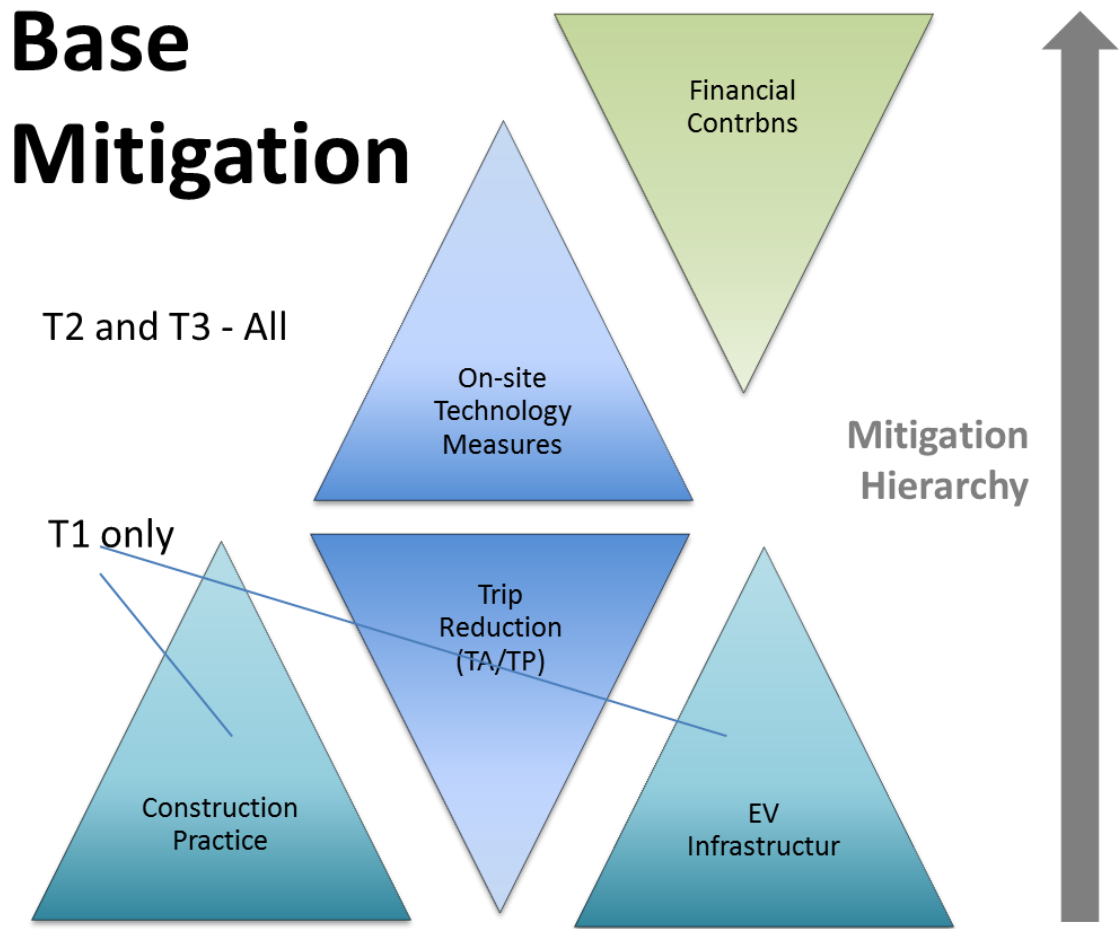 Base
Mitigation
Financial
Contrbns
T2 and T3 - All
On-site
Technology
Measures
Mitigation
Hierarchy
T1 only
Trip
Reduction
(TA/TP)
Construction
Practice
EV
Infrastructur